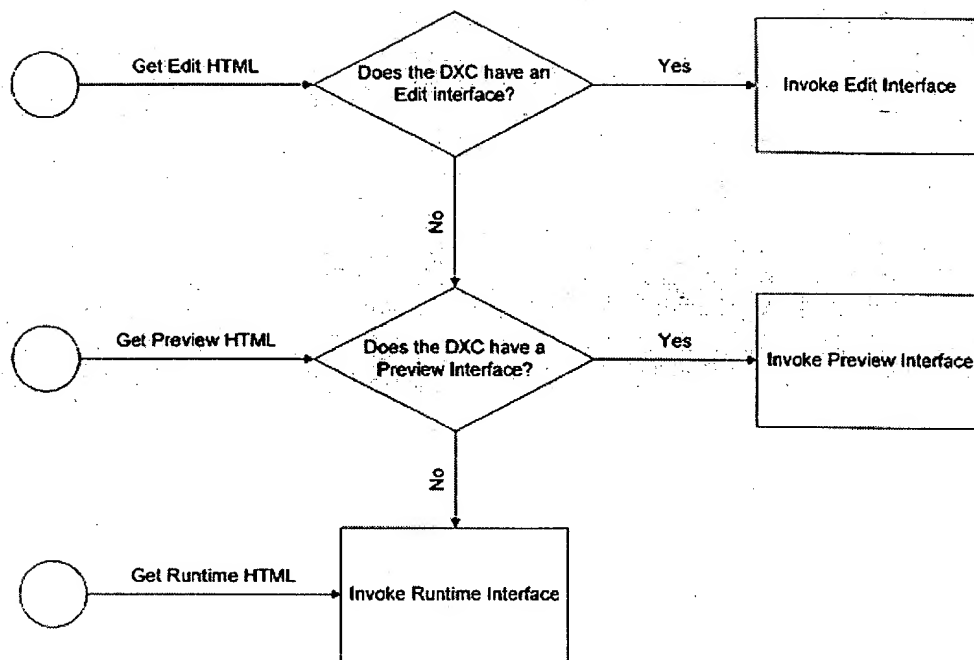 Get Edit HTML
Does the DXC have an
Edit interface?
Yes
Invoke Edit Interface
No
Get Preview HTML
Does the DXC have a
Preview Interface?
Yes
Invoke Preview Interface
No
Get Runtime HTML
Invoke Runtime Interface